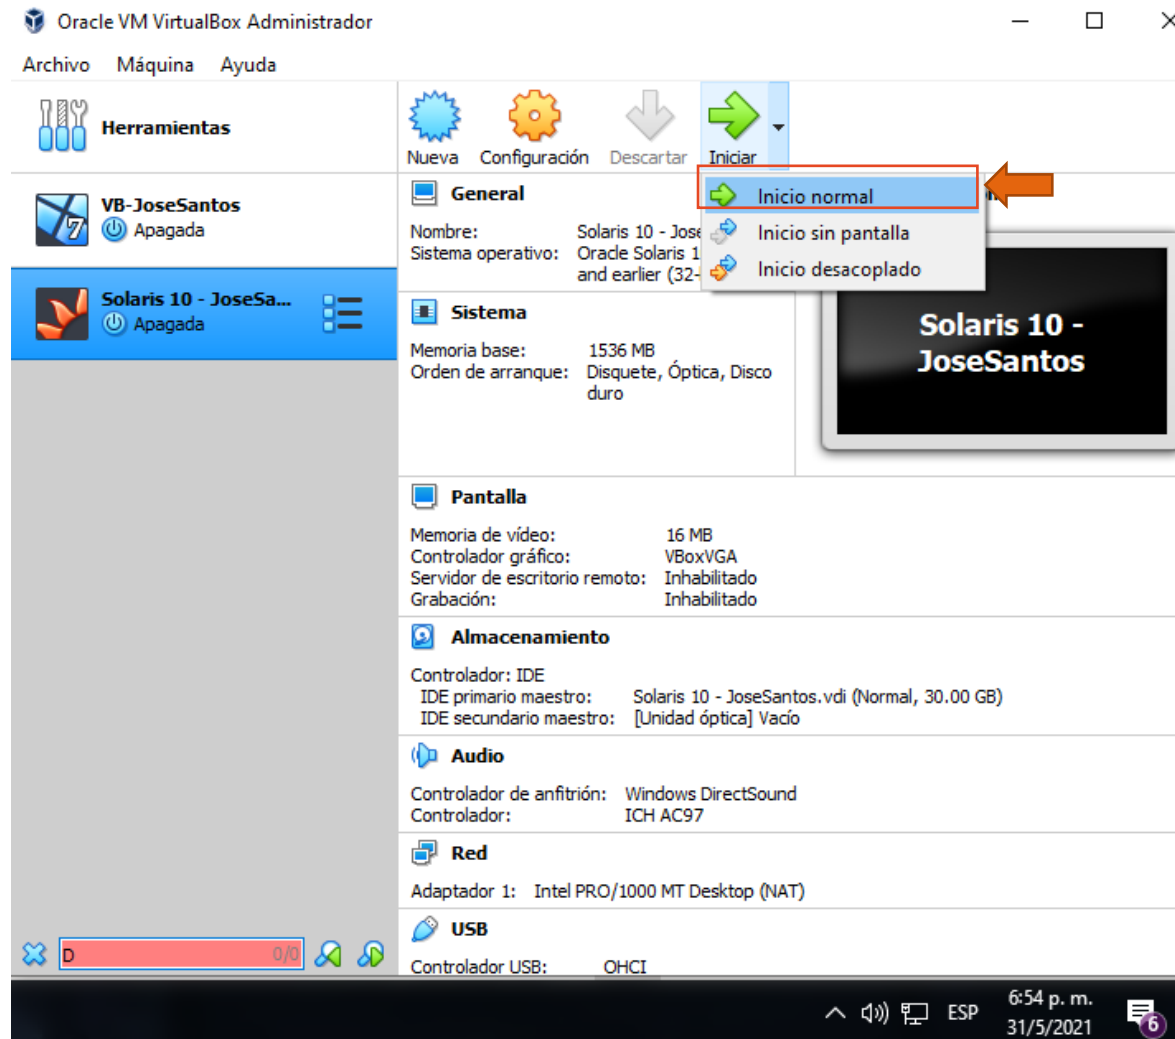 Oracle VM VirtualBox Administrador
Archivo Máquina Ayuda
Herramientas
Nueva Configuración Descartar Iniciar
VB-JoseSantos
Apagada
Solaris 10 - JoseSa...
Apagada
General
Nombre: Solaris 10 - Jose
Sistema operativo: Oracle Solaris 1
and earlier (32-
Inicio normal
Inicio sin pantalla
Inicio desacoplado
Sistema
Memoria base: 1536 MB
Orden de arranque: Disquete, Óptica, Disco
duro
Solaris 10 -
JoseSantos
Pantalla
Memoria de vídeo: 16 MB
Controlador gráfico: VBoxVGA
Servidor de escritorio remoto: Inhabilitado
Grabación: Inhabilitado
Almacenamiento
Controlador: IDE
IDE primario maestro: Solaris 10 - JoseSantos.vdi (Normal, 30.00 GB)
IDE secundario maestro: [Unidad óptica] Vacío
Audio
Controlador de anfitrión: Windows DirectSound
Controlador: ICH AC97
Red
Adaptador 1: Intel PRO/1000 MT Desktop (NAT)
USB
Controlador USB: OHCI
D 0/0
ESP
6:54 p. m.
31/5/2021
6